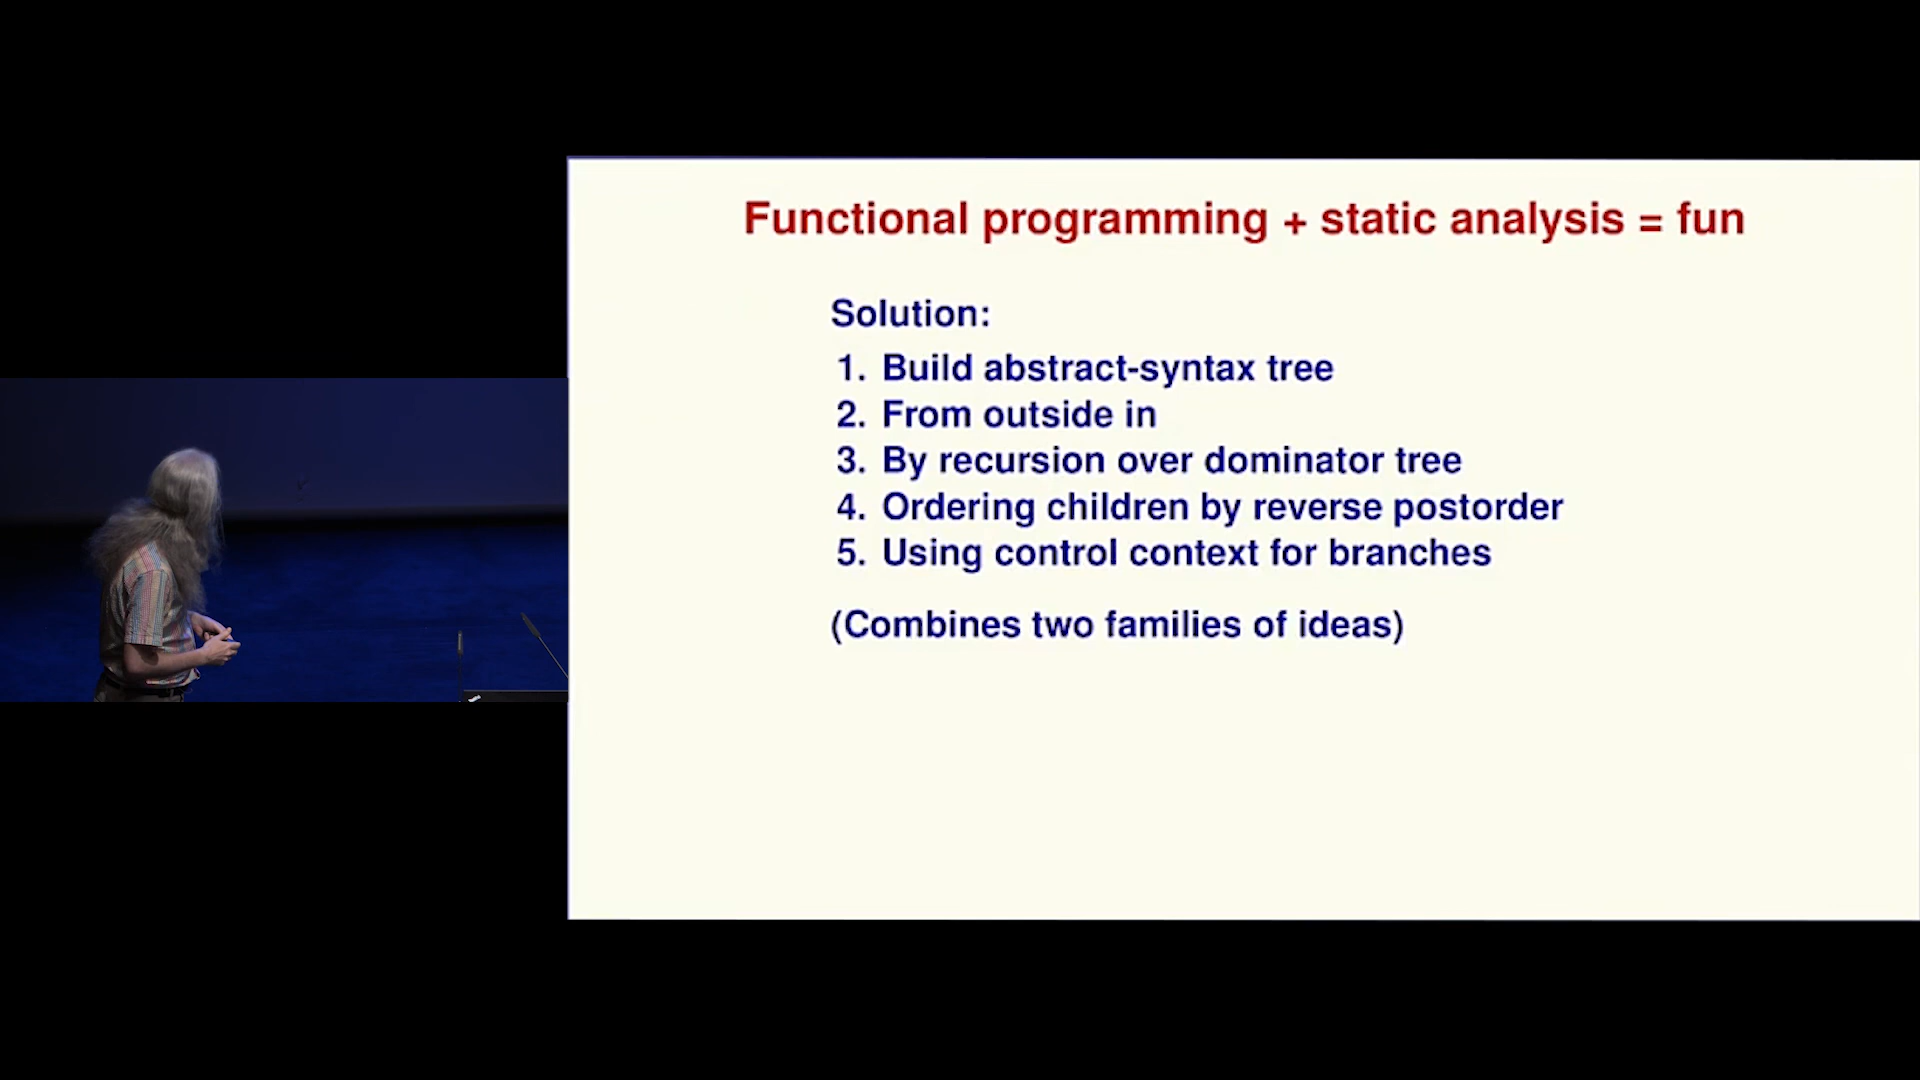 Functional programming + static analysis = fun
Solution:
1. Build abstract-syntax tree
2. From outside in
3. By recursion over dominator tree
4. Ordering children by reverse postorder
5. Using control context for branches
(Combines two families of ideas)